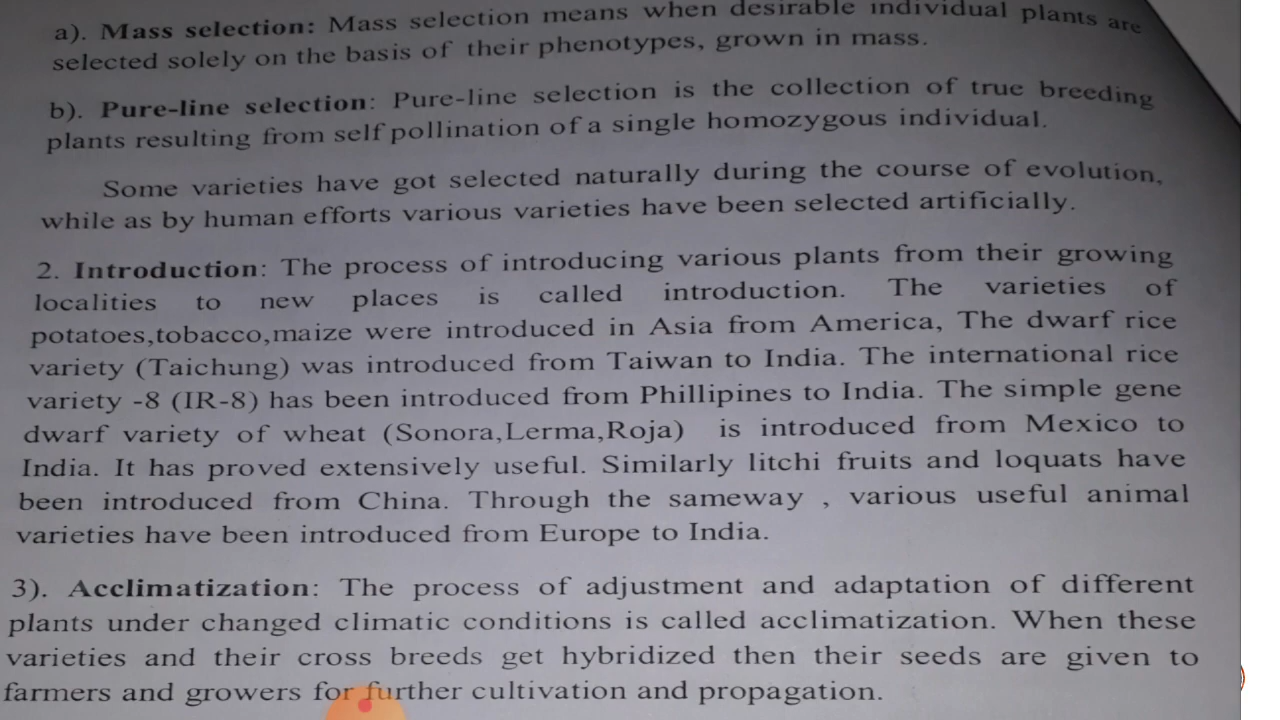 a). Mass selection: Mass selection means when desirable individual plants are
selected solely on the basis of their phenotypes, grown in mass.
b). Pure-line selection: Pure-line selection is the collection of true breeding
plants resulting from self pollination of a single homozygous individual.
Some varieties have got selected naturally during the course of evolution,
while as by human efforts various varieties have been selected artificially.
2. Introduction: The process of introducing various plants from their growing
localities to new places is called introduction. The varieties of
potatoes,tobacco,maize were introduced in Asia from America, The dwarf rice
variety (Taichung) was introduced from Taiwan to India. The international rice
variety -8 (IR-8) has been introduced from Phillipines to India. The simple gene
dwarf variety of wheat (Sonora,Lerma,Roja) is introduced from Mexico to
India. It has proved extensively useful. Similarly litchi fruits and loquats have
been introduced from China. Through the sameway , various useful animal
varieties have been introduced from Europe to India.
3). Acclimatization: The process of adjustment and adaptation of different
plants under changed climatic conditions is called acclimatization. When these
varieties and their cross breeds get hybridized then their seeds are given to
farmers and growers for further cultivation and propagation.